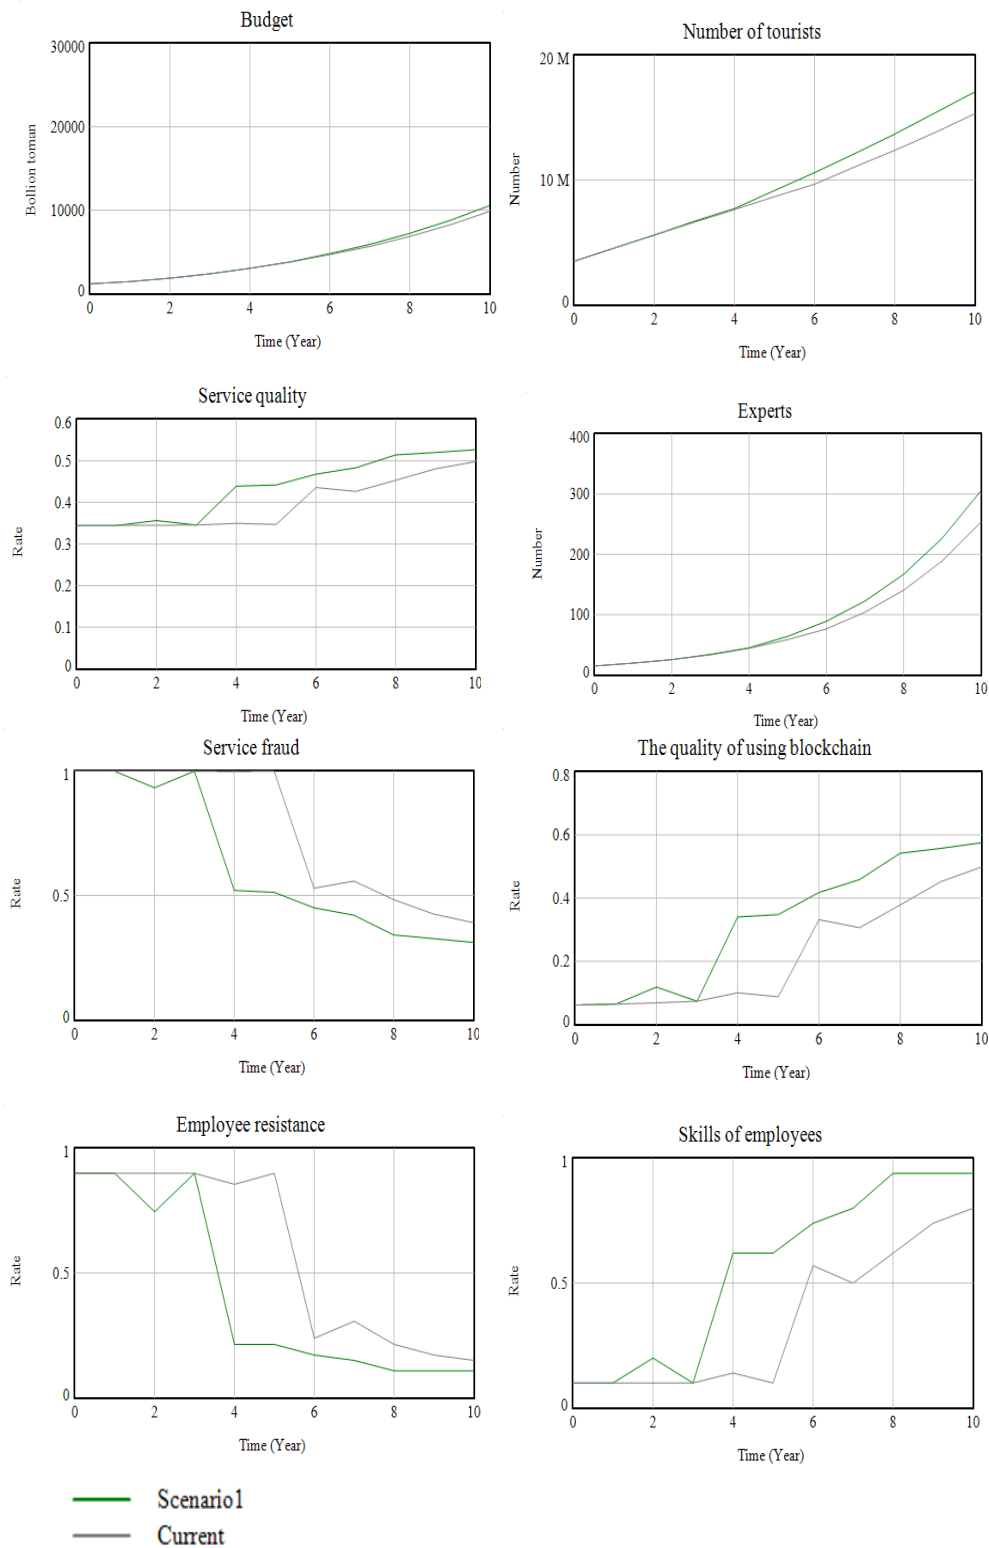 Budget
30000
20000
10000
0
Bollion toman
0 2 4 6 8 10
Time (Year)
Number of tourists
20 M
10 M
0
Number
0 2 4 6 8 10
Time (Year)
Service quality
0.6
0.5
0.4
0.3
0.2
0.1
0
Rate
0 2 4 6 8 10
Time (Year)
Experts
400
300
200
100
0
Number
0 2 4 6 8 10
Time (Year)
Service fraud
1
0.5
0
Rate
0 2 4 6 8 10
Time (Year)
The quality of using blockchain
0.8
0.6
0.4
0.2
0
Rate
0 2 4 6 8 10
Time (Year)
Employee resistance
1
0.5
0
Rate
0 2 4 6 8 10
Time (Year)
Skills of employees
1
0.5
0
Rate
0 2 4 6 8 10
Time (Year)
Scenario1
Current